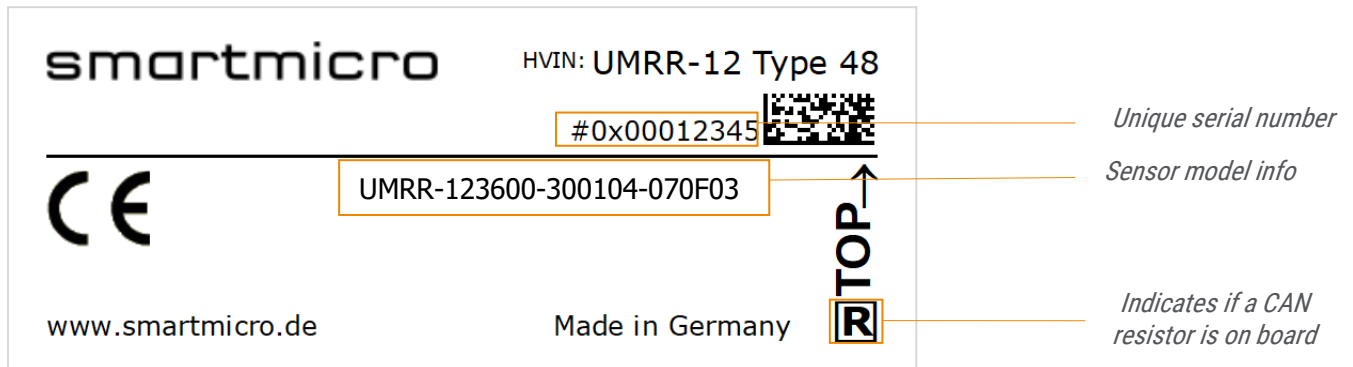 smartmicro
HVIN: UMRR-12 Type 48
#0x00012345
Unique serial number
UMRR-123600-300104-070F03
Sensor model info
CE
TOP→
R
Indicates if a CAN
resistor is on board
www.smartmicro.de
Made in Germany